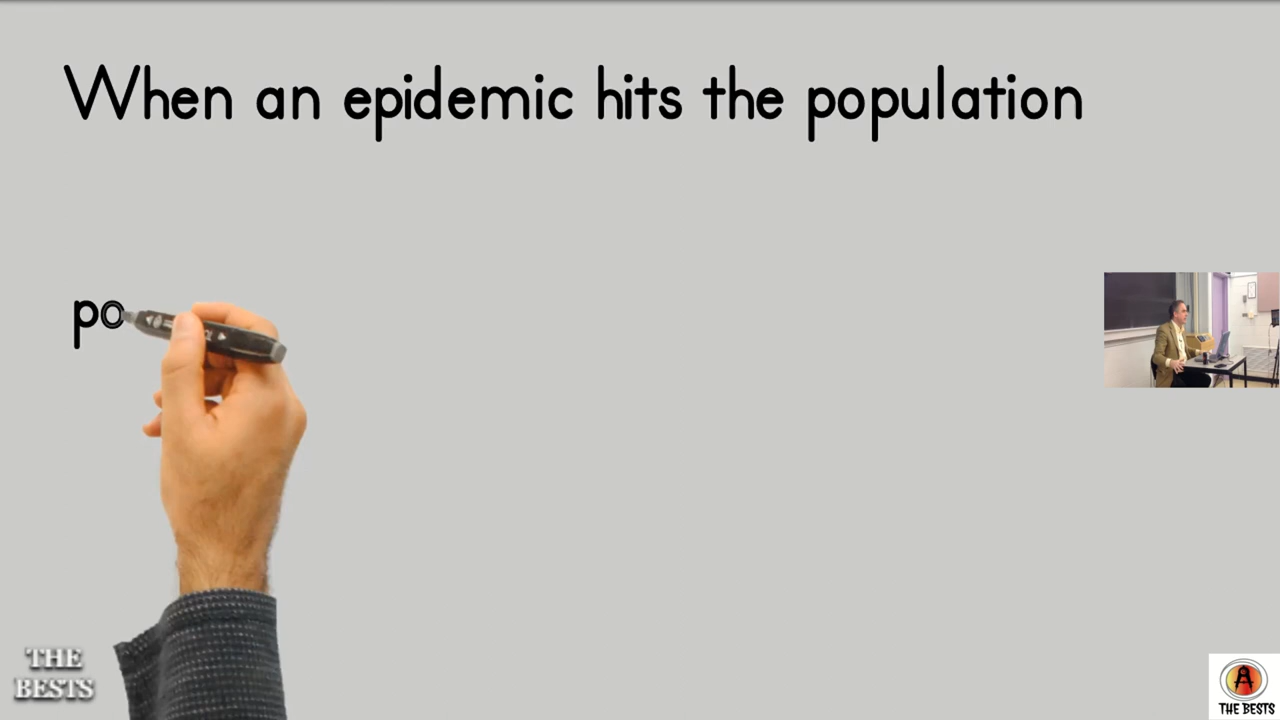 When an epidemic hits the population
po
THE
BESTS
THE BESTS